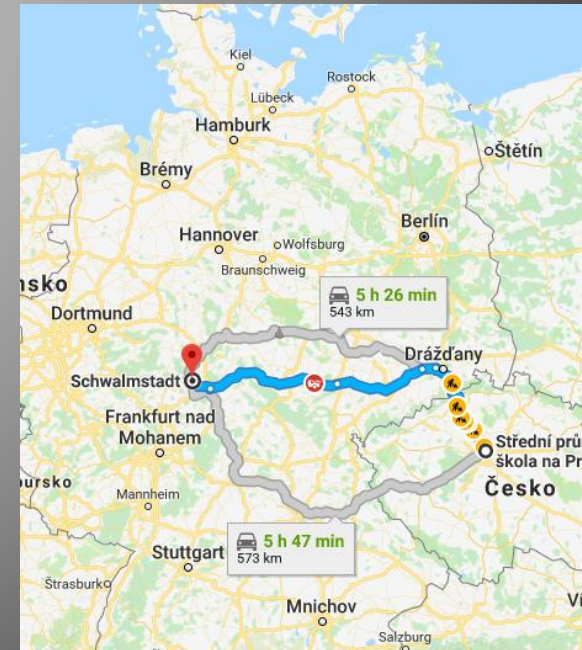 Kiel
Rostock
Lübeck
Hamburk
Štětín
Brémy
Berlín
Hannover
Wolfsburg
Braunschweig
nsko
5 h 26 min
543 km
Dortmund
Drážďany
Schwalmstadt
Frankfurt nad
Mohanem
Střední prů
škola na Pr
ursko
Česko
Mannheim
5 h 47 min
573 km
Stuttgart
Štrasburk
Mnichov
Ví
Salzburg